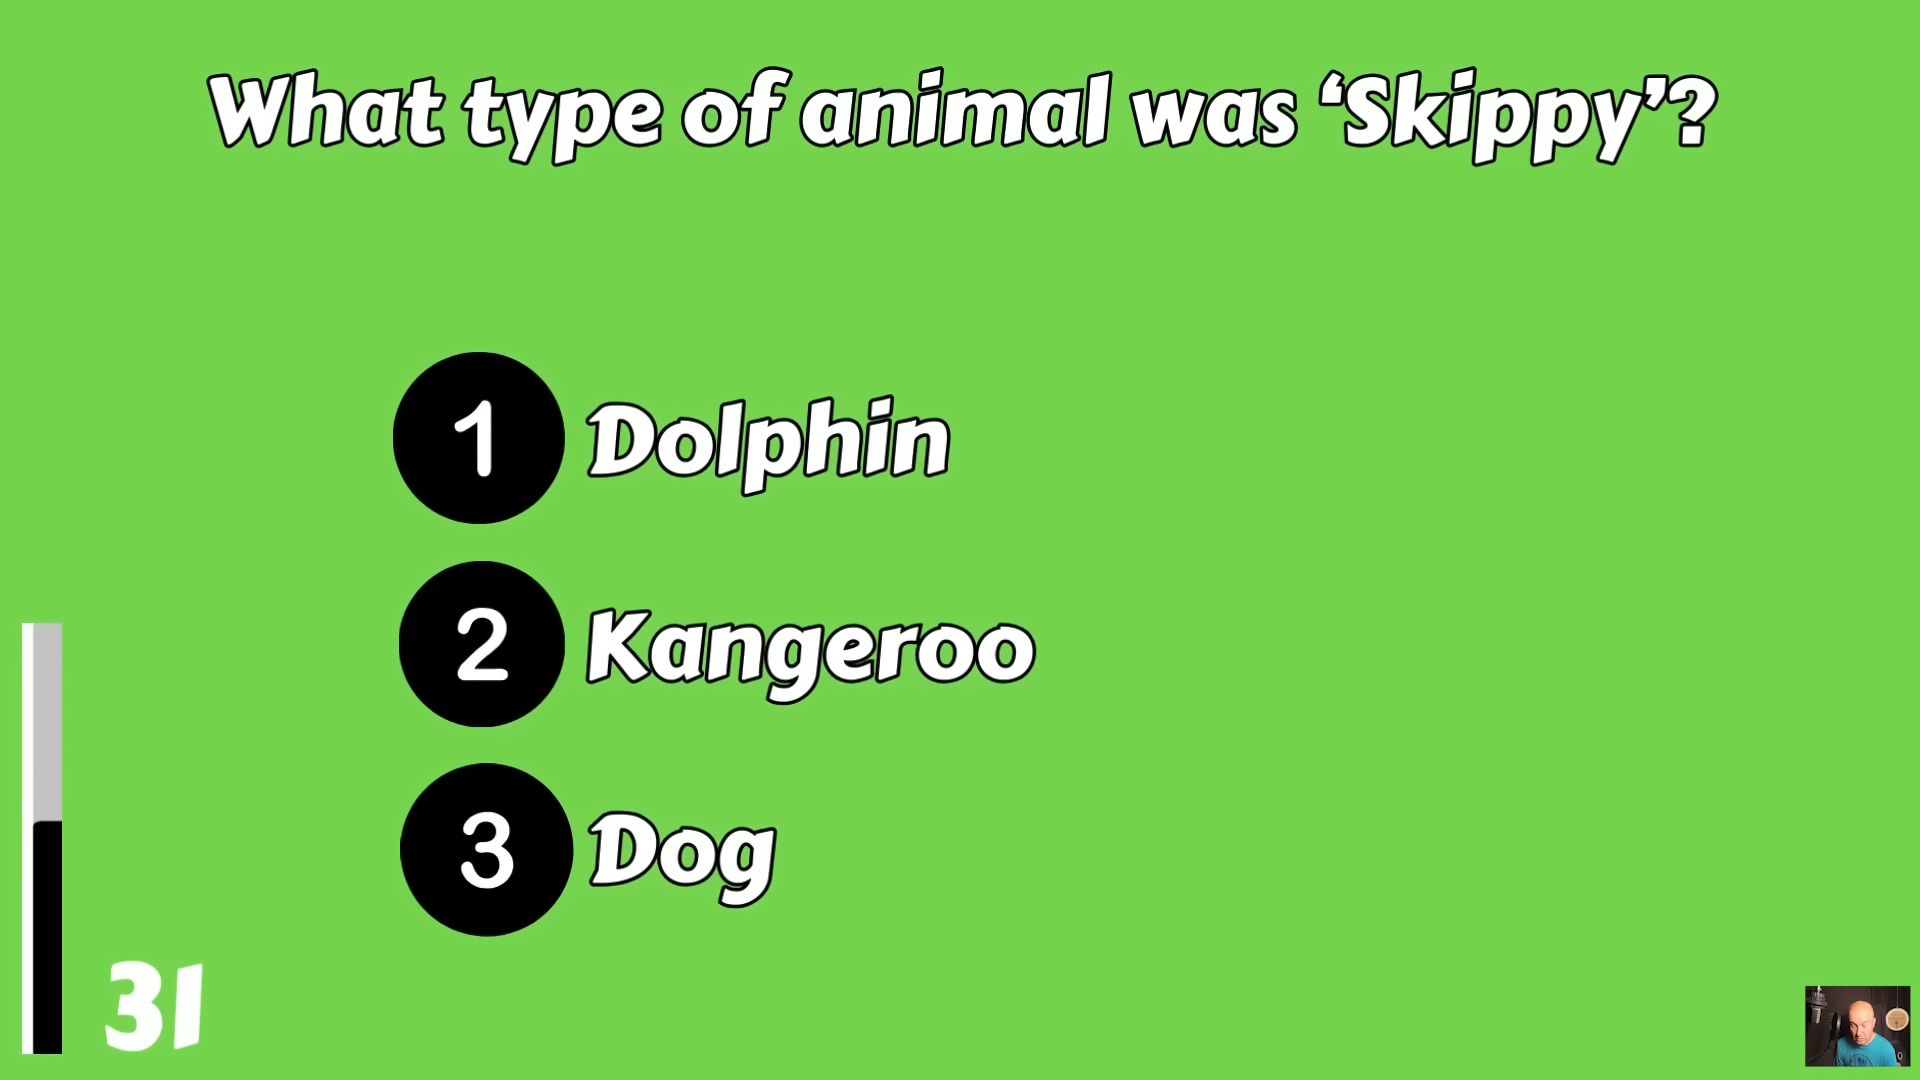 What type of animal was ‘Skippy’?
1 Dolphin
2 Kangeroo
3 Dog
31